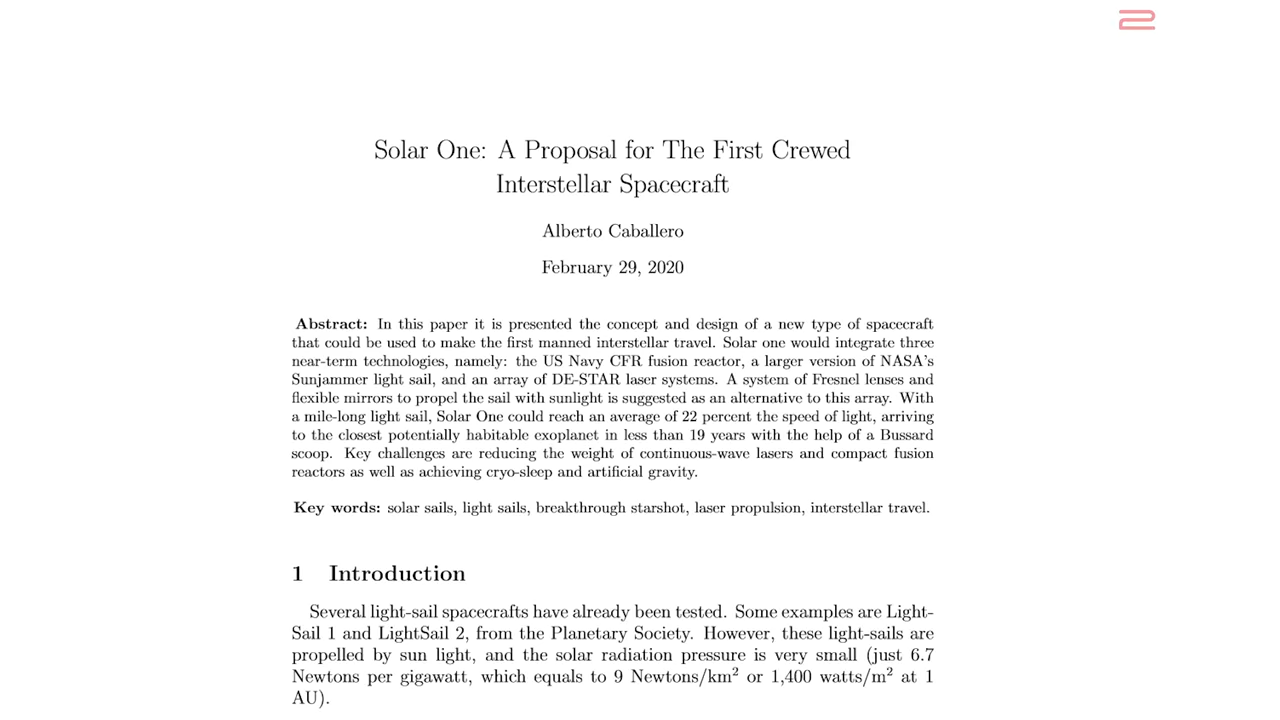 Solar One: A Proposal for The First Crewed
Interstellar Spacecraft
Alberto Caballero
February 29, 2020
Abstract: In this paper it is presented the concept and design of a new type of spacecraft
that could be used to make the first manned interstellar travel. Solar one would integrate three
near-term technologies, namely: the US Navy CFR fusion reactor, a larger version of NASA's
Sunjammer light sail, and an array of DE-STAR laser systems. A system of Fresnel lenses and
flexible mirrors to propel the sail with sunlight is suggested as an alternative to this array. With
a mile-long light sail, Solar One could reach an average of 22 percent the speed of light, arriving
to the closest potentially habitable exoplanet in less than 19 years with the help of a Bussard
scoop. Key challenges are reducing the weight of continuous-wave lasers and compact fusion
reactors as well as achieving cryo-sleep and artificial gravity.
Key words: solar sails, light sails, breakthrough starshot, laser propulsion, interstellar travel.
1 Introduction
Several light-sail spacecrafts have already been tested. Some examples are Light-
Sail 1 and LightSail 2, from the Planetary Society. However, these light-sails are
propelled by sun light, and the solar radiation pressure is very small (just 6.7
Newtons per gigawatt, which equals to 9 Newtons/km² or 1,400 watts/m² at 1
AU).